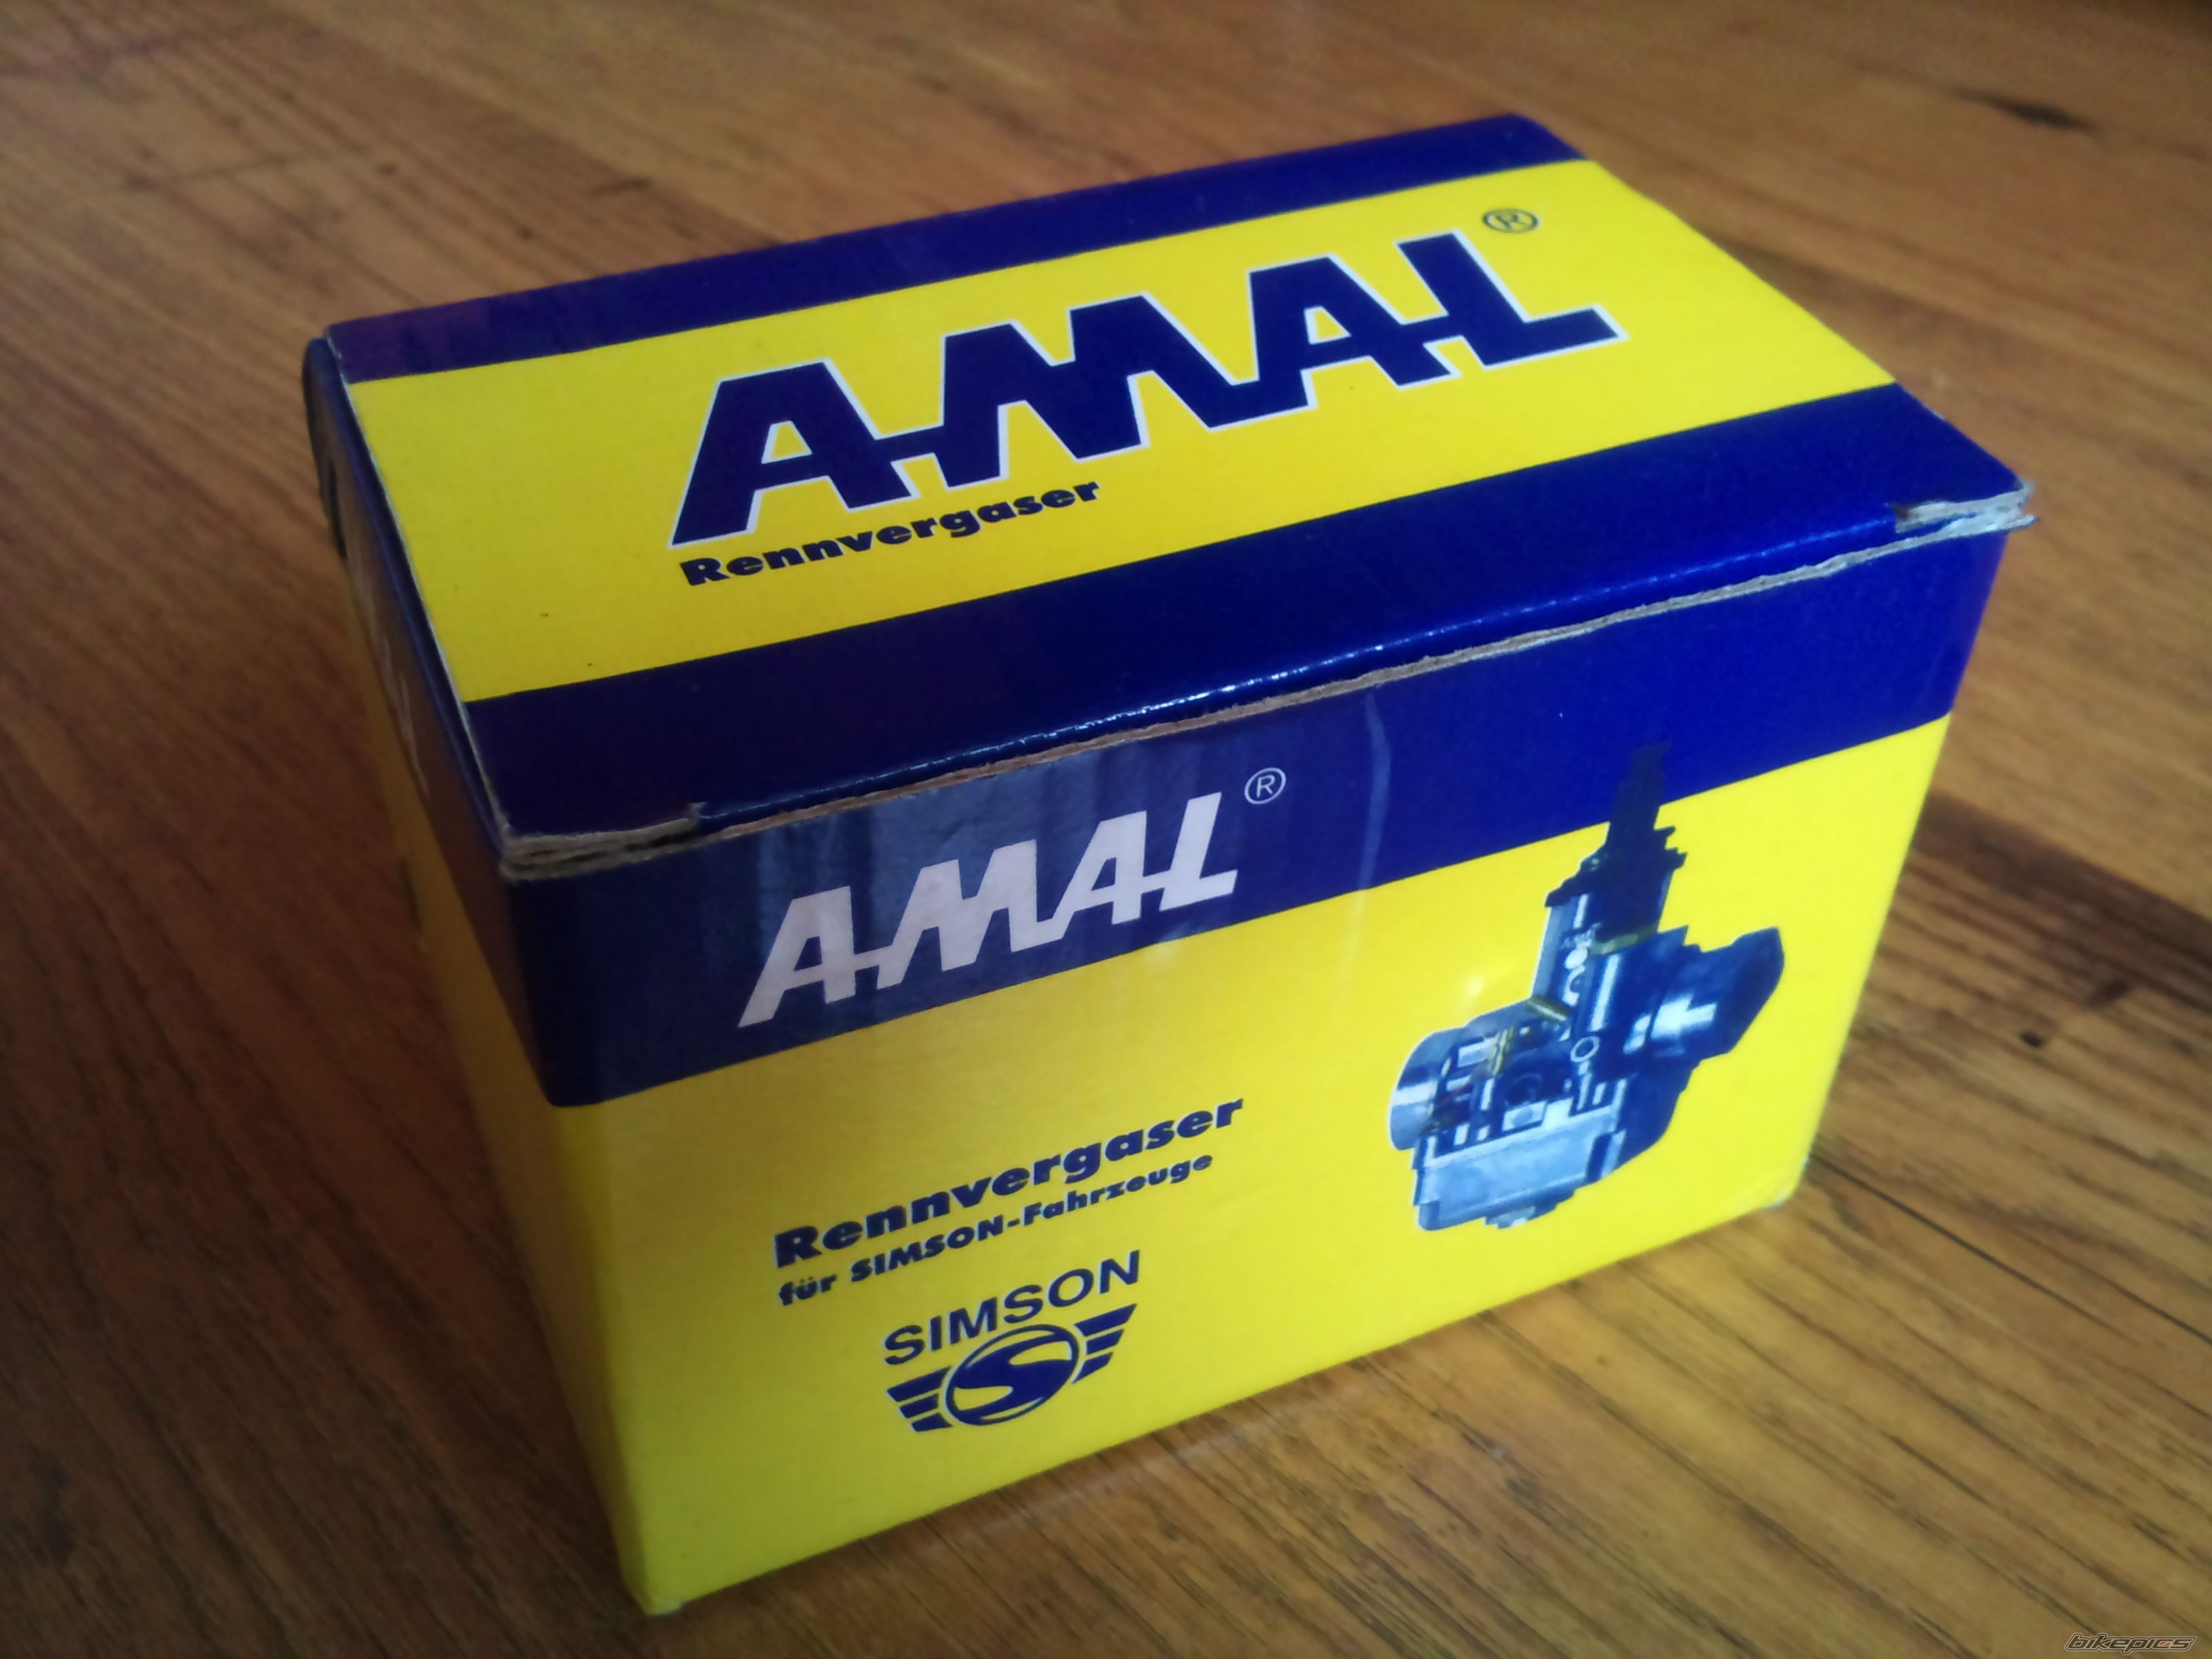 AMAL®
Rennvergaser
AMAL®
Rennvergaser
für SIMSON-Fahrzeuge
SIMSON
S
bikepics